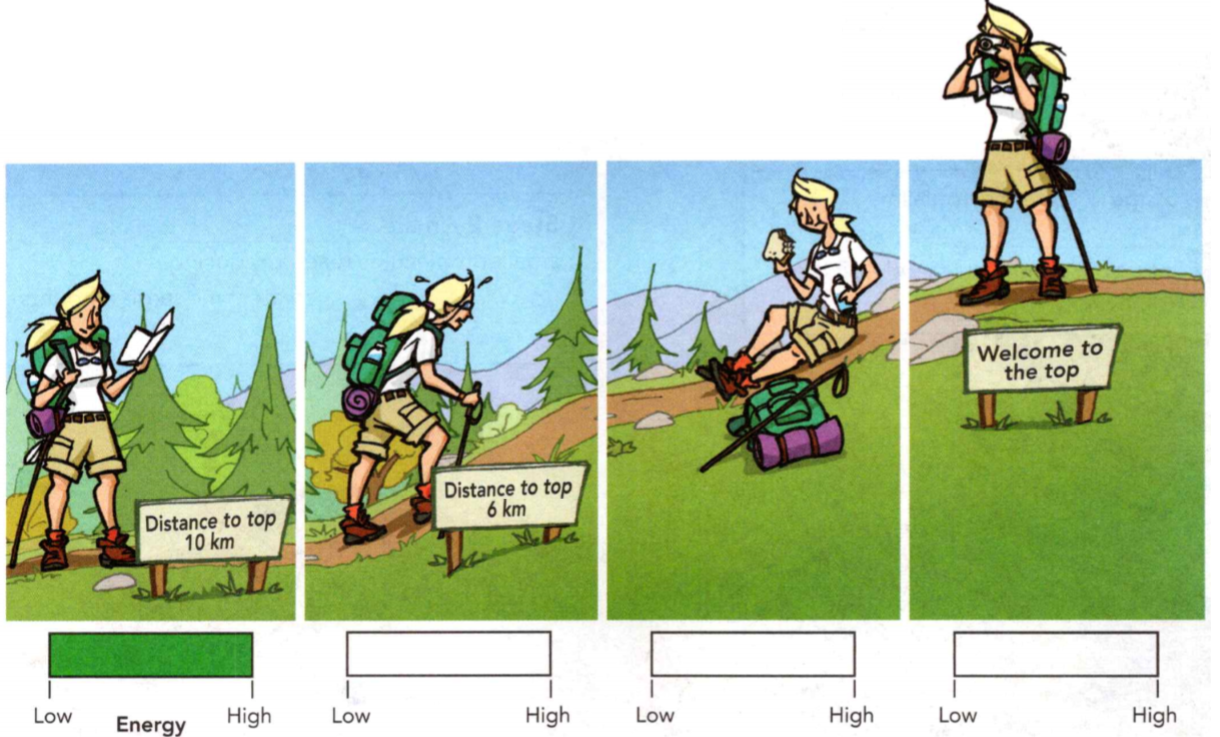 Distance to top
10 km
Distance to top
6 km
Welcome to
the top
Low
Energy
High
Low
High
Low
High
Low
High